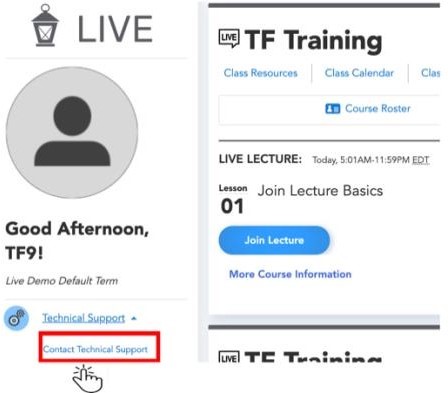 LIVE
Good Afternoon,
TF9!
Live Demo Default Term
Technical Support
Contact Technical Support
LIVE TF Training
Class Resources Class Calendar
Course Roster
LIVE LECTURE: Today, 5:01AM-11:59PM EDT
Lesson
01 Join Lecture Basics
Join Lecture
More Course Information
LIVE TF Training